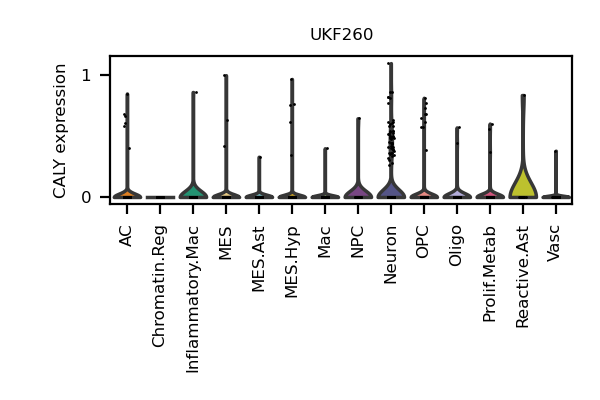 UKF260
CALY expression
1
0
AC
Chromatin.Reg
Inflammatory.Mac
MES
MES.Ast
MES.Hyp
Mac
NPC
Neuron
OPC
Oligo
Prolif.Metab
Reactive.Ast
Vasc